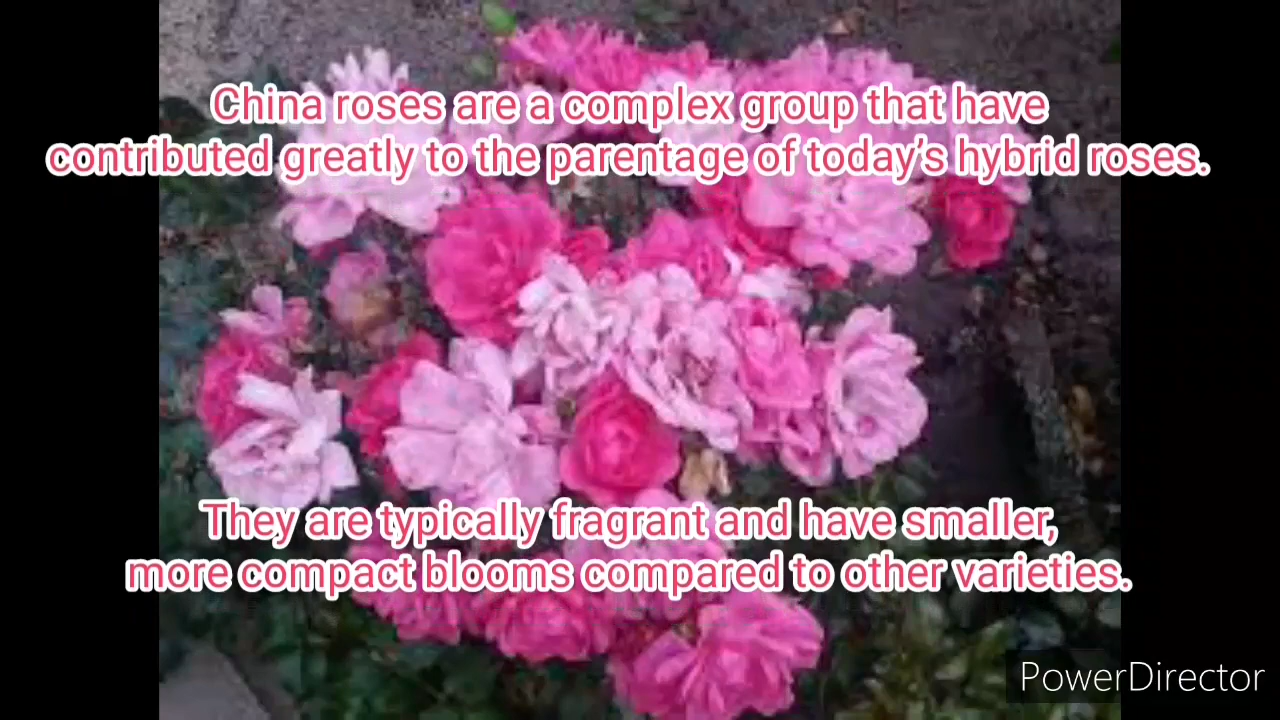 China roses are a complex group that have
contributed greatly to the parentage of today’s hybrid roses.
They are typically fragrant and have smaller,
more compact blooms compared to other varieties.
PowerDirector